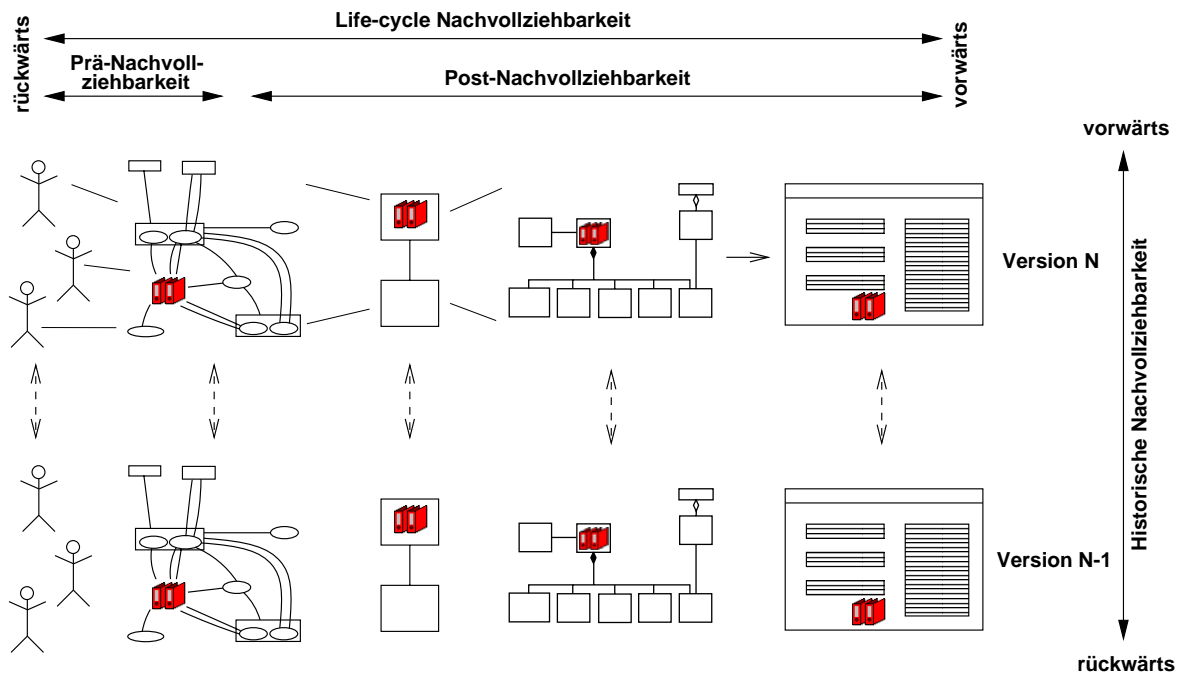 Life-cycle Nachvollziehbarkeit
rückwärts
Prä-Nachvoll-
ziehbarkeit
Post-Nachvollziehbarkeit
vorwärts
vorwärts
Version N
Historische Nachvollziehbarkeit
Version N-1
rückwärts